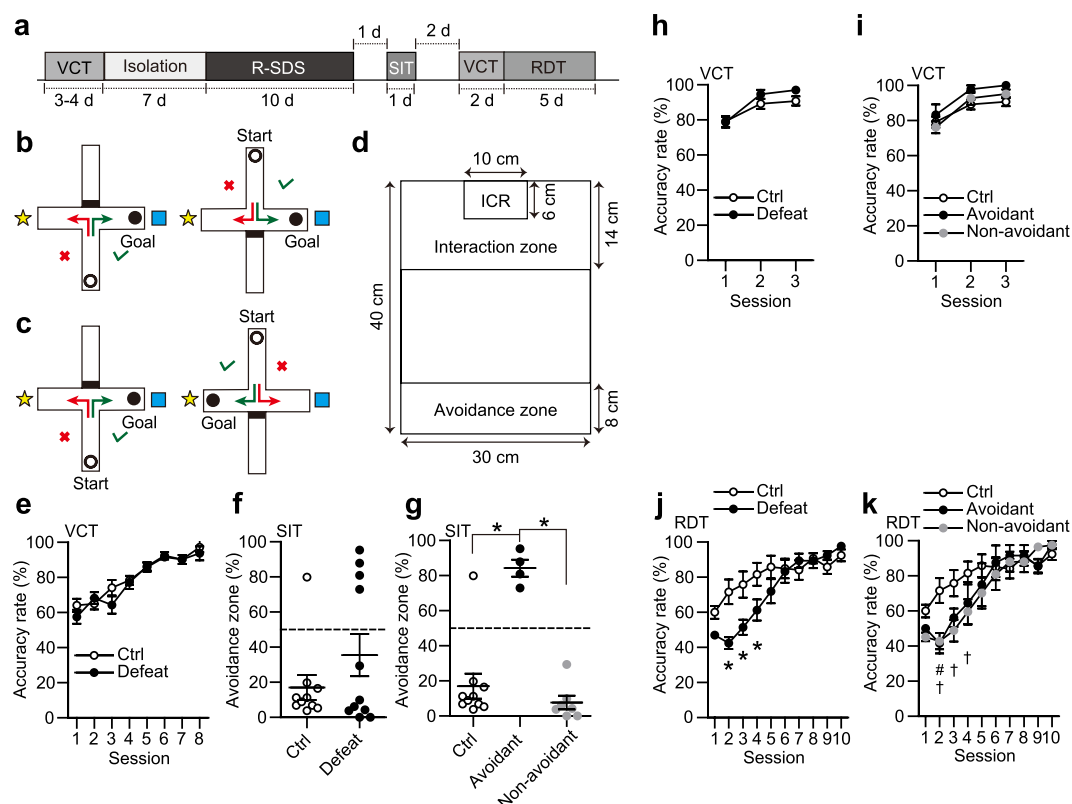 a
1 d
2 d
VCT
Isolation
R-SDS
SIT
VCT
RDT
3-4 d
7 d
10 d
1 d
2 d
5 d
b
Start
Goal
Goal
c
Start
Goal
Goal
Start
d
10 cm
ICR
6 cm
14 cm
Interaction zone
40 cm
Avoidance zone
8 cm
30 cm
e
VCT
Accuracy rate (%)
100
80
60
40
20
0
Ctrl
Defeat
1 2 3 4 5 6 7 8
Session
f
SIT
Avoidance zone (%)
100
80
60
40
20
0
Ctrl
Defeat
g
SIT
* *
Avoidance zone (%)
100
80
60
40
20
0
Ctrl
Avoidant
Non-avoidant
h
VCT
Accuracy rate (%)
100
80
60
40
20
0
Ctrl
Defeat
1 2 3
Session
i
VCT
Accuracy rate (%)
100
80
60
40
20
0
Ctrl
Avoidant
Non-avoidant
1 2 3
Session
j
Ctrl
Defeat
RDT
Accuracy rate (%)
100
80
60
40
20
0
* * *
1 2 3 4 5 6 7 8 9 10
Session
k
Ctrl
Avoidant
Non-avoidant
RDT
Accuracy rate (%)
100
80
60
40
20
0
# † †
†
1 2 3 4 5 6 7 8 9 10
Session